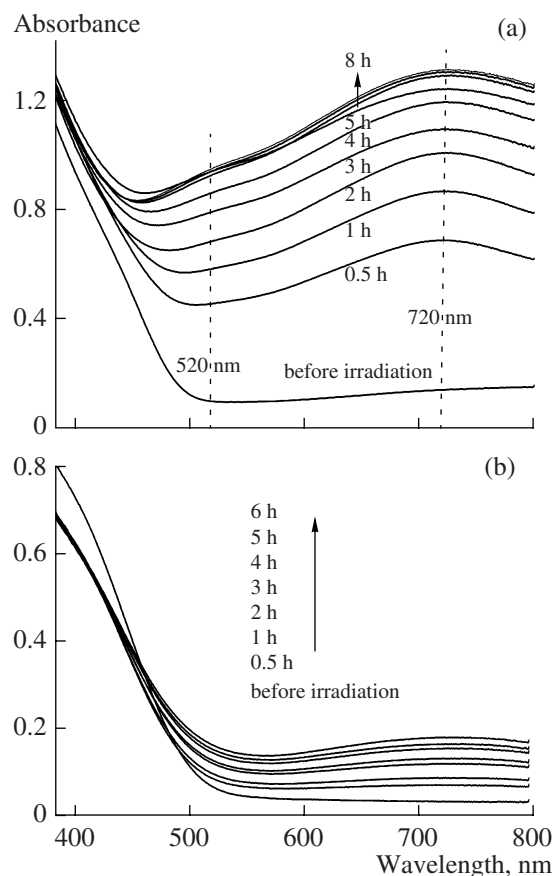 Absorbance
(a)
8 h
1.2
5 h
4 h
3 h
0.8
2 h
1 h
0.5 h
0.4
720 nm
520 nm
before irradiation
0
0.8
(b)
6 h
5 h
0.6
4 h
3 h
2 h
1 h
0.4
0.5 h
before irradiation
0.2
0
400 500 600 700 800
Wavelength, nm